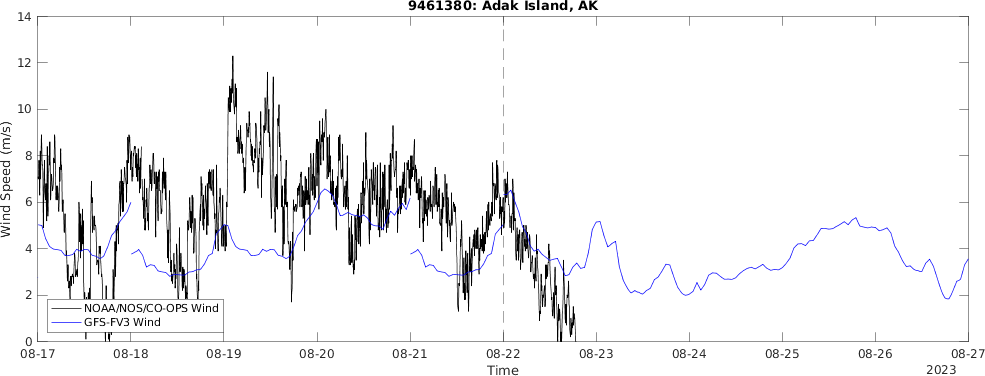 9461380: Adak Island, AK
Wind Speed (m/s)
14
12
10
8
6
4
2
0
NOAA/NOS/CO-OPS Wind
GFS-FV3 Wind
08-17 08-18 08-19 08-20 08-21 08-22 08-23 08-24 08-25 08-26 08-27
Time
2023